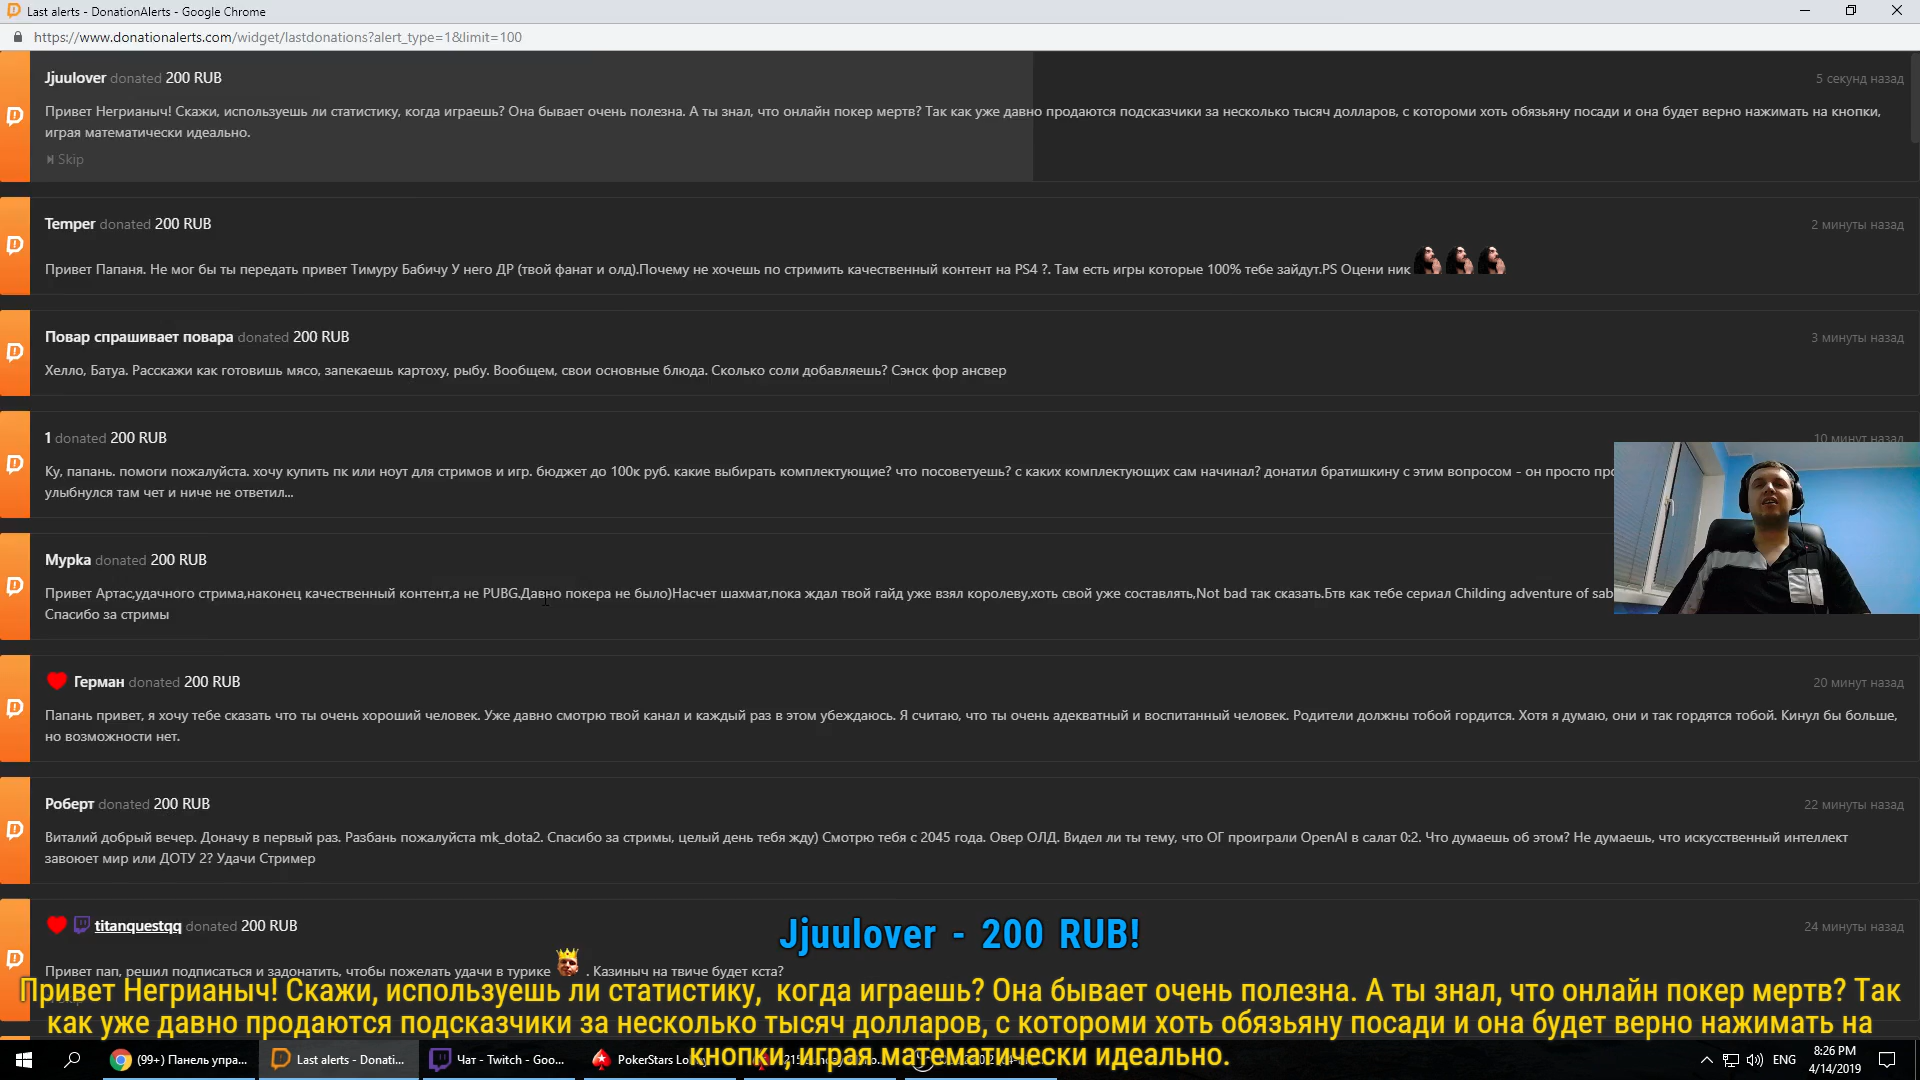 Last alerts - DonationAlerts - Google Chrome
https://www.donationalerts.com/widget/lastdonations?alert_type=1&limit=100
Jjuulover donated 200 RUB
5 секунд назад
Привет Негрианыч! Скажи, используешь ли статистику, когда играешь? Она бывает очень полезна. А ты знал, что онлайн покер мертв? Так как уже давно продаются подсказчики за несколько тысяч долларов, с котороми хоть обязьяну посади и она будет верно нажимать на кнопки,
играя математически идеально.
Skip
Temper donated 200 RUB
2 минуты назад
Привет Папаня. Не мог бы ты передать привет Тимуру Бабичу У него ДР (твой фанат и олд).Почему не хочешь по стримить качественный контент на PS4 ?. Там есть игры которые 100% тебе зайдут.PS Оцени ник
Повар спрашивает повара donated 200 RUB
3 минуты назад
Хелло, Батуа. Расскажи как готовишь мясо, запекаешь картоху, рыбу. Вообщем, свои основные блюда. Сколько соли добавляешь? Сэнск фор ансвер
1 donated 200 RUB
10 минут назад
Ку, папань. помоги пожалуйста. хочу купить пк или ноут для стримов и игр. бюджет до 100к руб. какие выбирать комплектующие? что посоветуешь? с каких комплектующих сам начинал? донатил братишкину с этим вопросом - он просто про
улыбнулся там чет и ниче не ответил...
Мурка donated 200 RUB
Привет Артас,удачного стрима,наконец качественный контент,а не PUBG.Давно покера не было)Насчет шахмат,пока ждал твой гайд уже взял королеву,хоть свой уже составлять,Not bad так сказать.Бтв как тебе сериал Childing adventure of sab
Спасибо за стримы
Герман donated 200 RUB
20 минут назад
Папань привет, я хочу тебе сказать что ты очень хороший человек. Уже давно смотрю твой канал и каждый раз в этом убеждаюсь. Я считаю, что ты очень адекватный и воспитанный человек. Родители должны тобой гордится. Хотя я думаю, они и так гордятся тобой. Кинул бы больше,
но возможности нет.
Роберт donated 200 RUB
22 минуты назад
Виталий добрый вечер. Доначу в первый раз. Разбань пожалуйста mk_dota2. Спасибо за стримы, целый день тебя жду) Смотрю тебя с 2045 года. Овер ОЛД. Видел ли ты тему, что ОГ проиграли OpenAI в салат 0:2. Что думаешь об этом? Не думаешь, что искусственный интеллект
завоюет мир или ДОТУ 2? Удачи Стример
titanquestqq donated 200 RUB
24 минуты назад
Привет пап, решил подписаться и задонатить, чтобы пожелать удачи в турике . Казиныч на твиче будет кста?
Jjuulover - 200 RUB!
Привет Негрианыч! Скажи, используешь ли статистику, когда играешь? Она бывает очень полезна. А ты знал, что онлайн покер мертв? Так
как уже давно продаются подсказчики за несколько тысяч долларов, с котороми хоть обязьяну посади и она будет верно нажимать на
кнопки, играя математически идеально.
(99+) Панель упра...
Last alerts - Donati...
Чат - Twitch - Goo...
PokerStars Lo
ENG
8:26 PM
4/14/2019